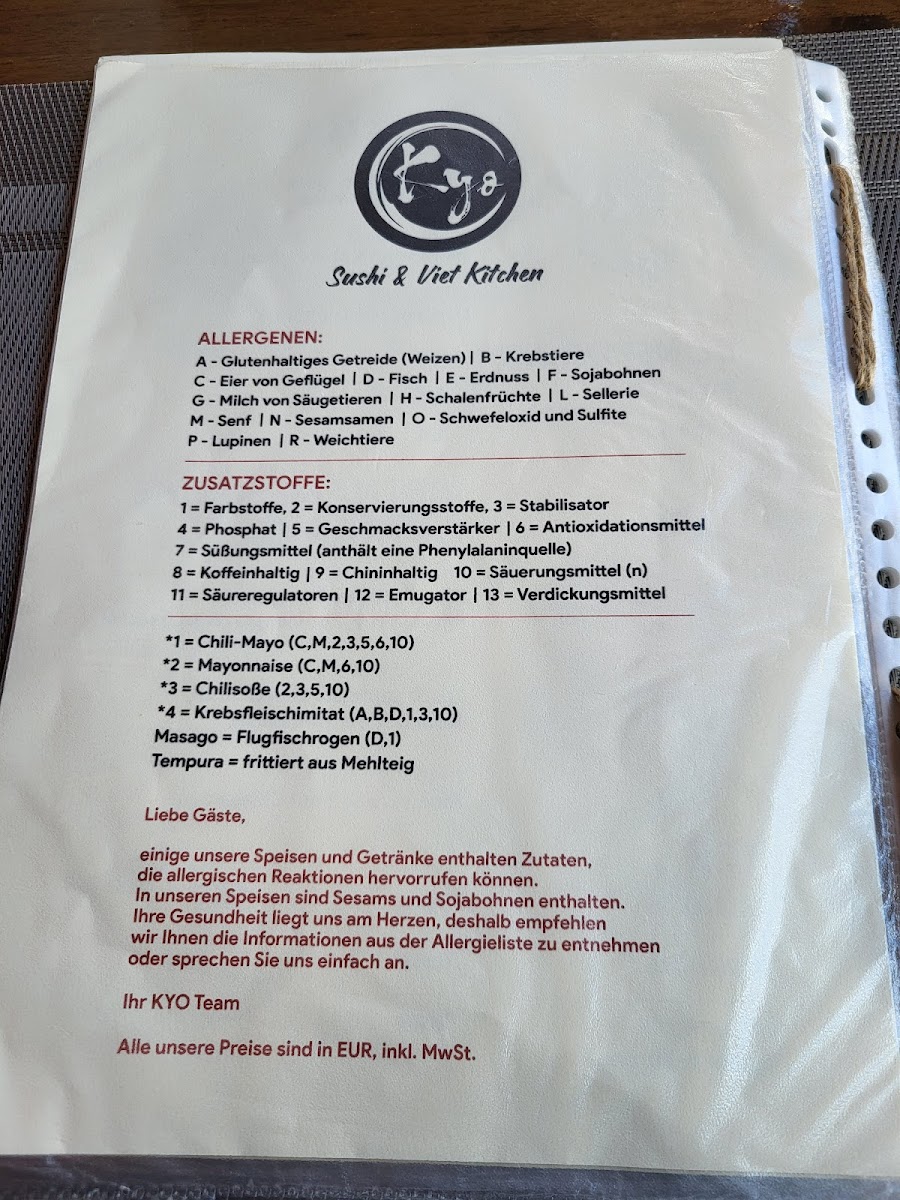 Kyo
Sushi & Viet Kitchen
ALLERGENEN:
A - Glutenhaltiges Getreide (Weizen) | B - Krebstiere
C - Eier von Geflügel | D - Fisch | E - Erdnuss | F - Sojabohnen
G - Milch von Säugetieren | H - Schalenfrüchte | L - Sellerie
M - Senf | N - Sesamsamen | O - Schwefeloxid und Sulfite
P - Lupinen | R - Weichtiere
ZUSATZSTOFFE:
1 = Farbstoffe, 2 = Konservierungsstoffe, 3 = Stabilisator
4 = Phosphat | 5 = Geschmacksverstärker | 6 = Antioxidationsmittel
7 = Süßungsmittel (anthält eine Phenylalaninquelle)
8 = Koffeinhaltig | 9 = Chininhaltig 10 = Säuerungsmittel (n)
11 = Säureregulatoren | 12 = Emugator | 13 = Verdickungsmittel
*1 = Chili-Mayo (C,M,2,3,5,6,10)
*2 = Mayonnaise (C,M,6,10)
*3 = Chilisoße (2,3,5,10)
*4 = Krebsfleischimitat (A,B,D,1,3,10)
Masago = Flugfischrogen (D,1)
Tempura = frittiert aus Mehlteig
Liebe Gäste,
einige unsere Speisen und Getränke enthalten Zutaten,
die allergischen Reaktionen hervorrufen können.
In unseren Speisen sind Sesams und Sojabohnen enthalten.
Ihre Gesundheit liegt uns am Herzen, deshalb empfehlen
wir Ihnen die Informationen aus der Allergieliste zu entnehmen
oder sprechen Sie uns einfach an.
Ihr KYO Team
Alle unsere Preise sind in EUR, inkl. MwSt.